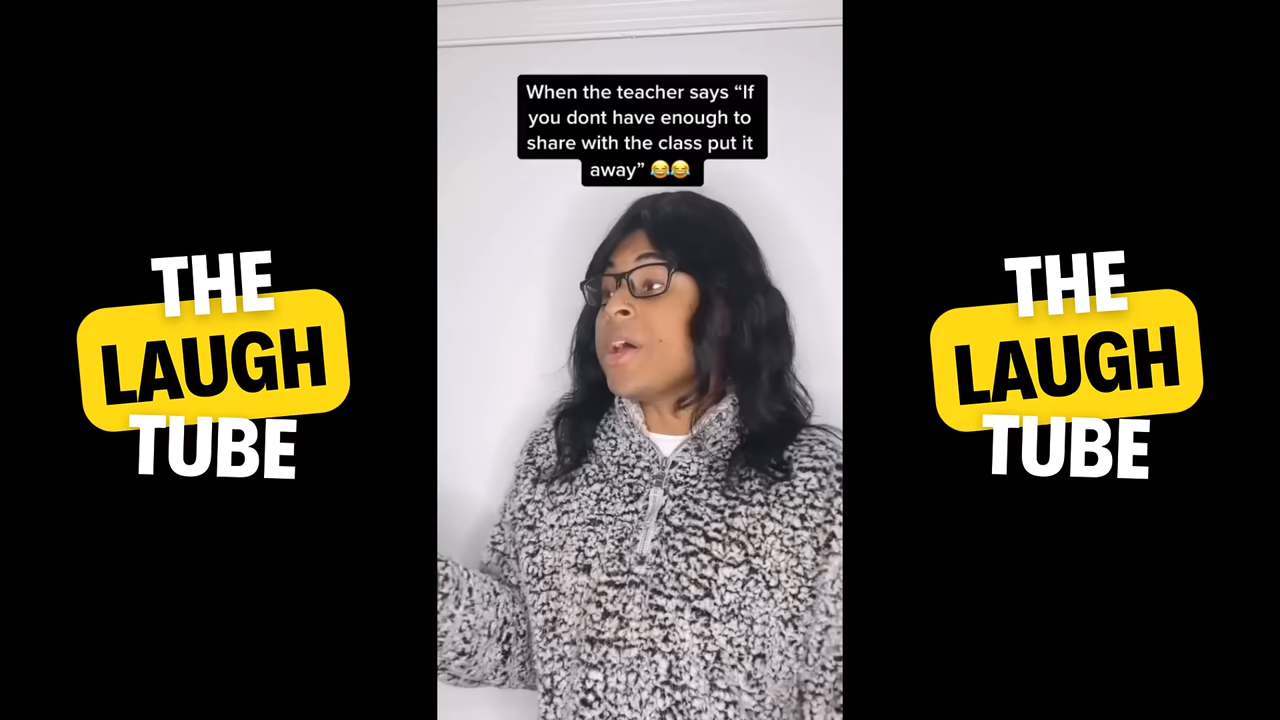 When the teacher says “If
you dont have enough to
share with the class put it
away” 😂😂
THE
LAUGH
TUBE
THE
LAUGH
TUBE